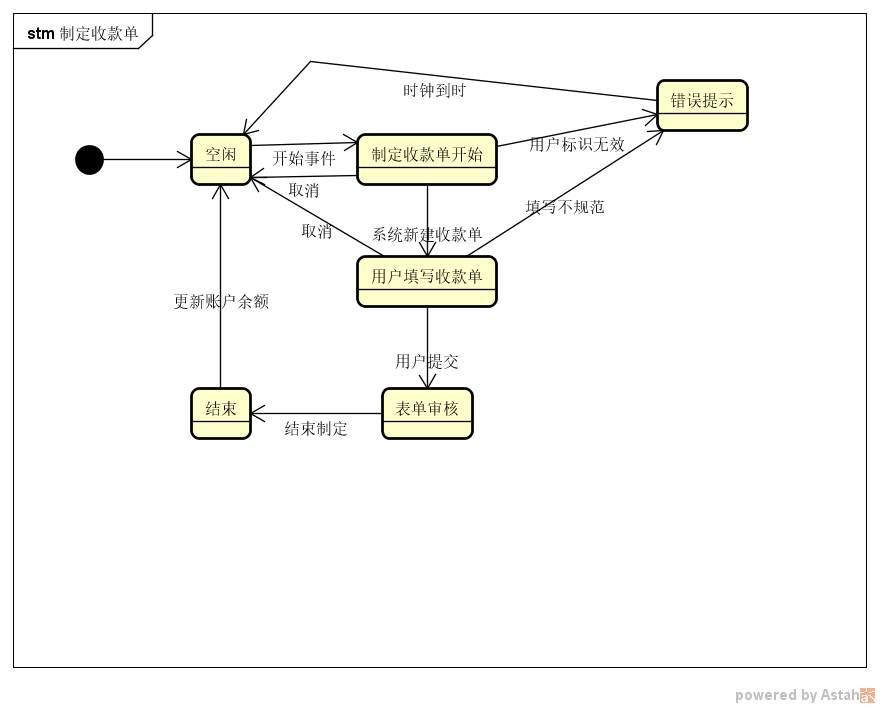 stm 制定收款单
时钟到时
错误提示
空闲
开始事件
制定收款单开始
用户标识无效
取消
填写不规范
取消
系统新建收款单
用户填写收款单
更新账户余额
用户提交
结束
表单审核
结束制定
powered by Astah